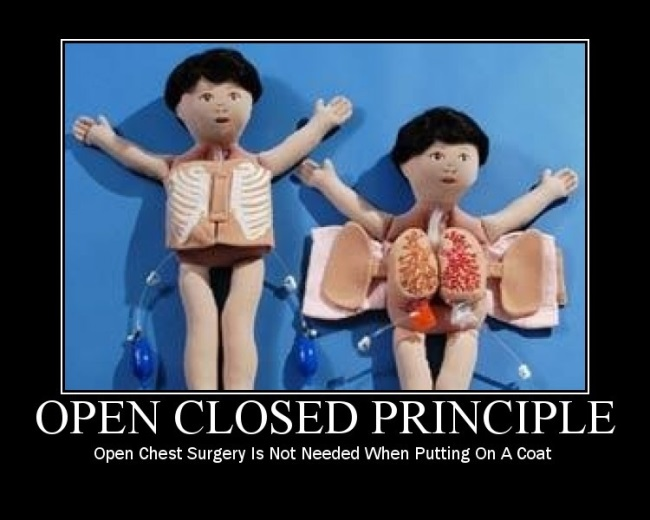 OPEN CLOSED PRINCIPLE
Open Chest Surgery Is Not Needed When Putting On A Coat